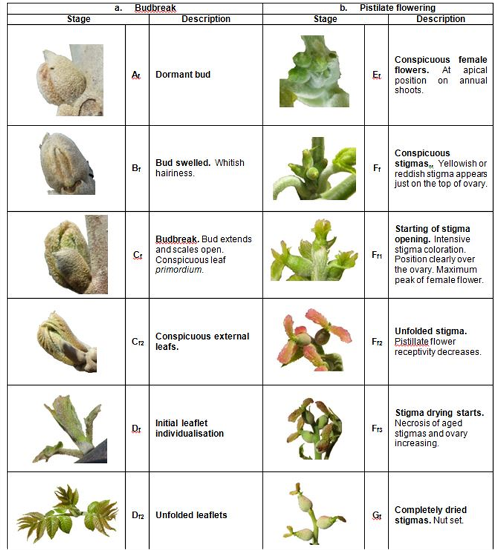 a. Budbreak
b. Pistilate flowering
Stage
Description
Stage
Description
Af
Dormant bud
Ef
Conspicuous female
flowers. At apical
position on annual
shoots.
Bf
Bud swelled. Whitish
hairiness.
Ff
Conspicuous
stigmas,. Yellowish or
reddish stigma appears
just on the top of ovary.
Cf
Budbreak. Bud extends
and scales open.
Conspicuous leaf
primordium.
Ff1
Starting of stigma
opening. Intensive
stigma coloration.
Position clearly over
the ovary. Maximum
peak of female flower.
Cf2
Conspicuous external
leafs.
Ff2
Unfolded stigma.
Pistillate flower
receptivity decreases.
Df
Initial leaflet
individualisation
Ff3
Stigma drying starts.
Necrosis of aged
stigmas and ovary
increasing.
Df2
Unfolded leaflets
Gf
Completely dried
stigmas. Nut set.